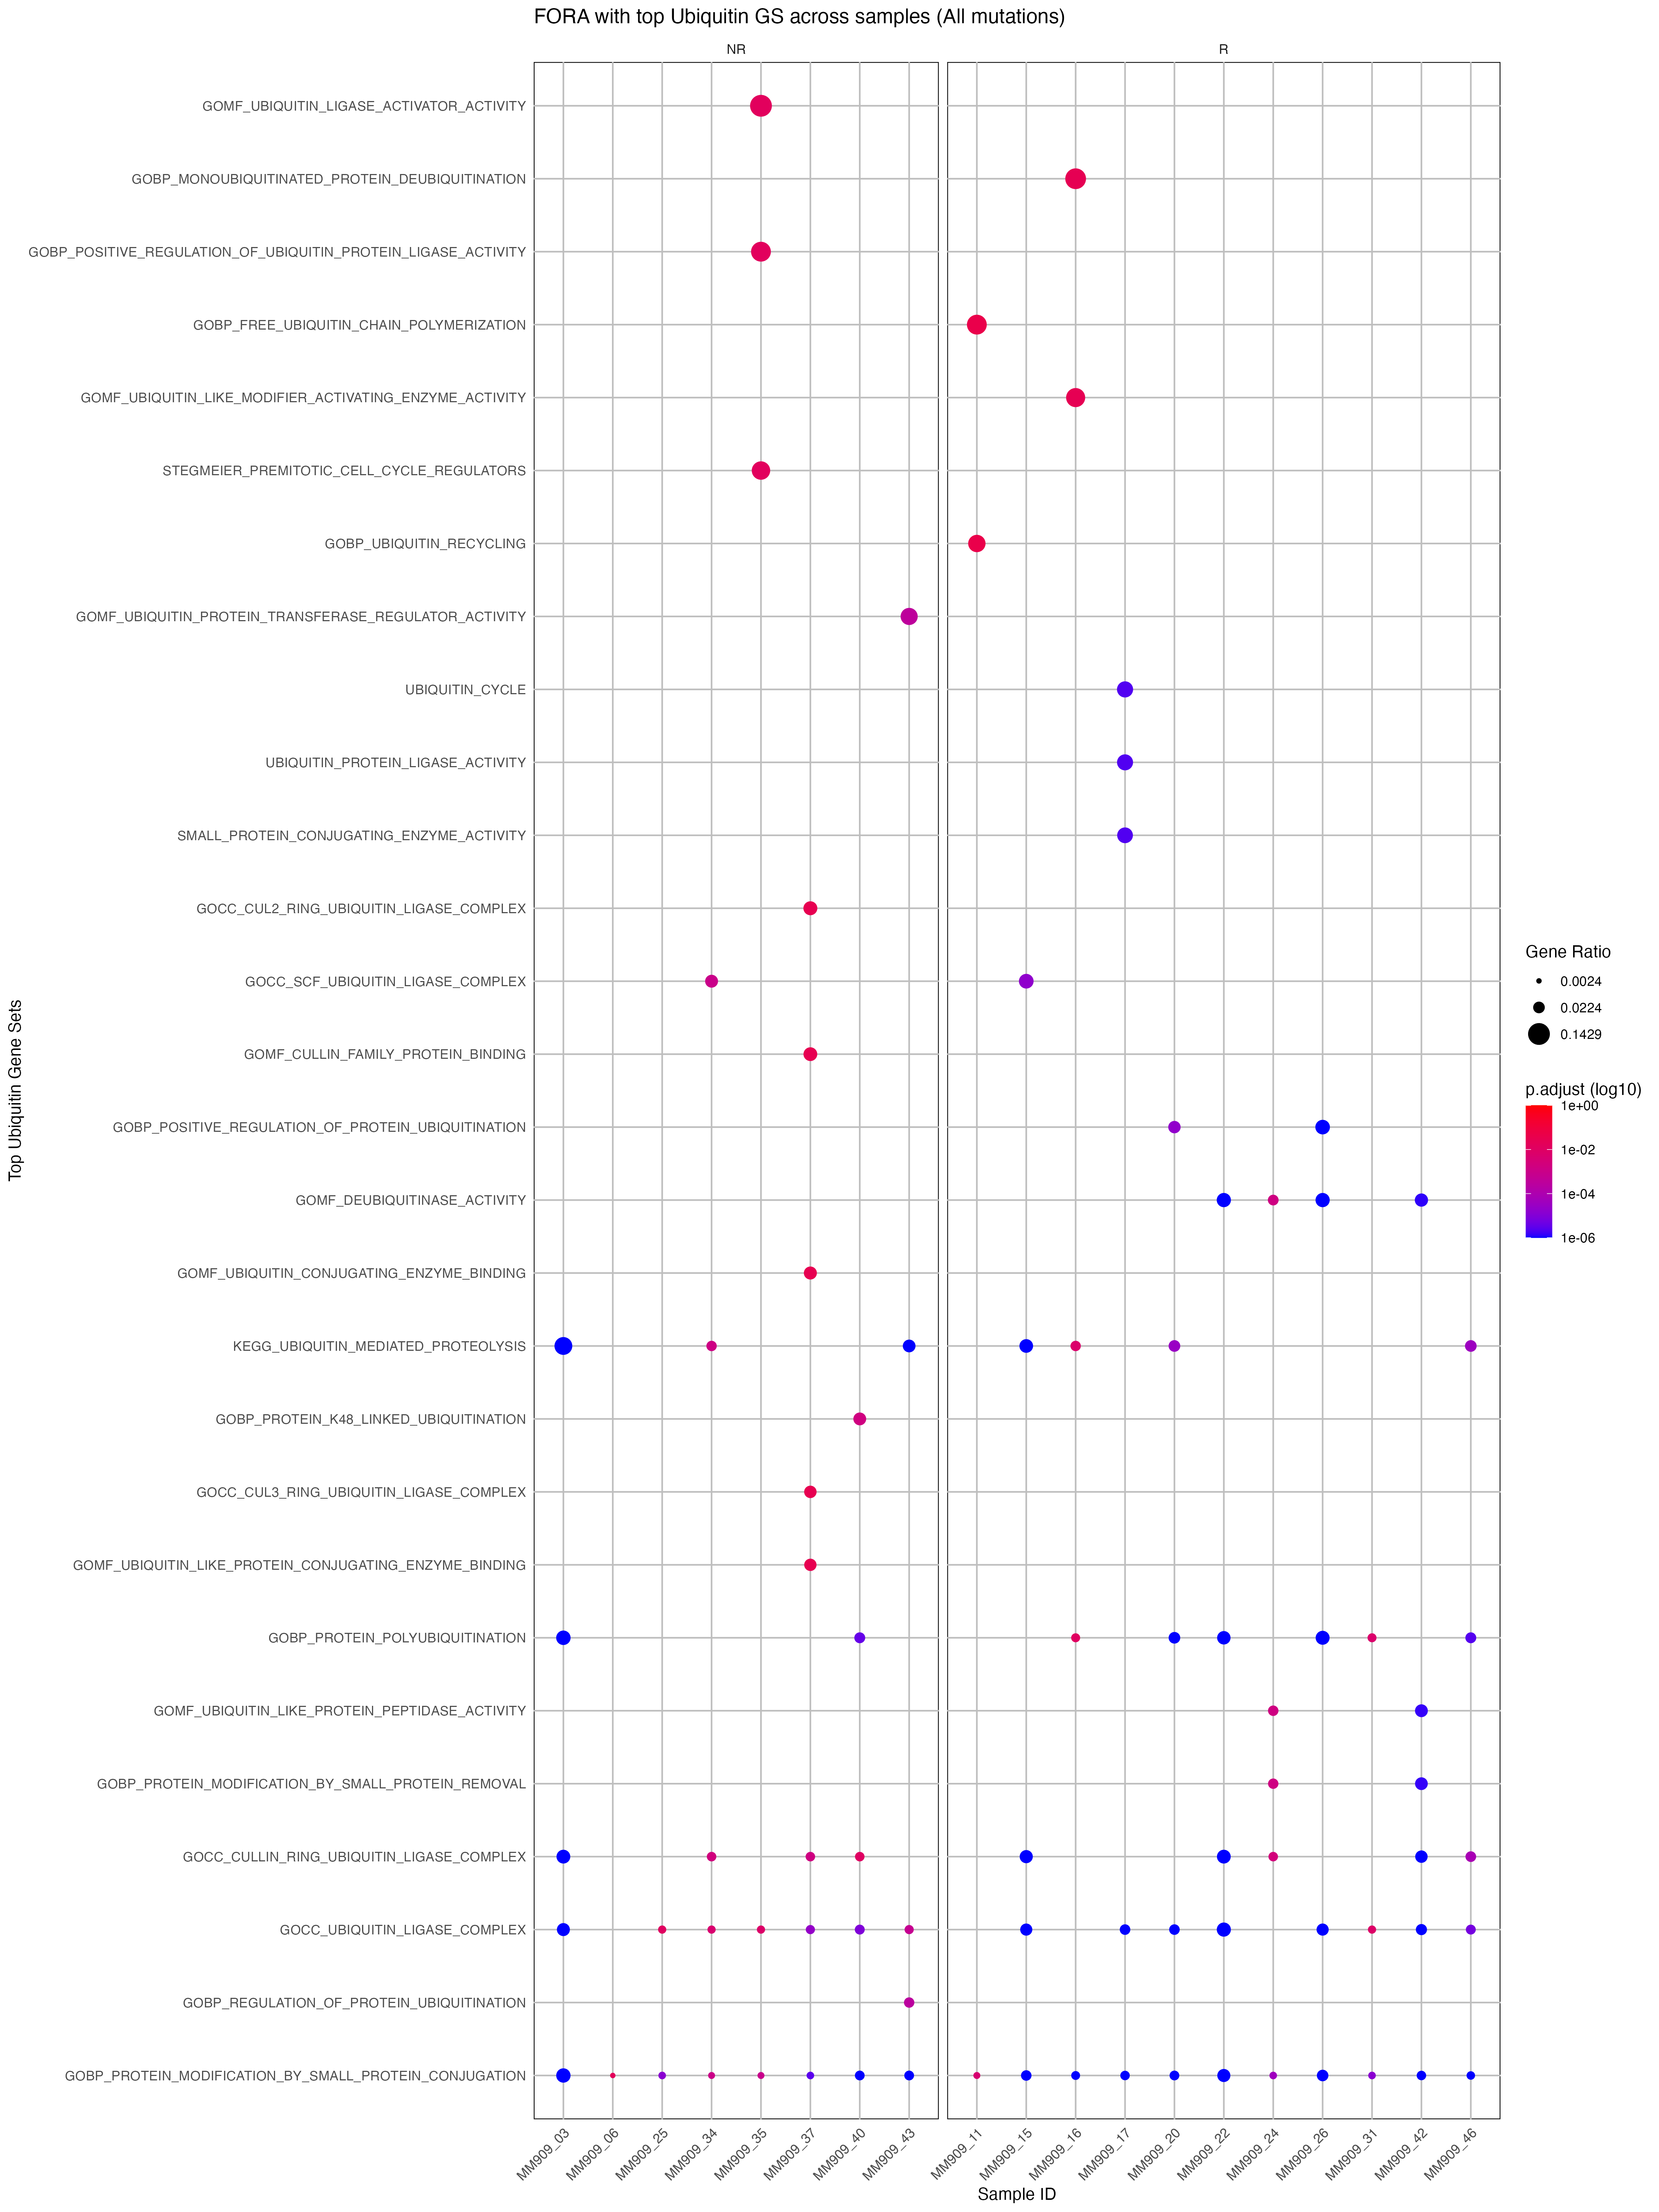 FORA with top Ubiquitin GS across samples (All mutations)
NR
R
GOMF_UBIQUITIN_LIGASE_ACTIVATOR_ACTIVITY
GOBP_MONOUBIQUITINATED_PROTEIN_DEUBIQUITINATION
GOBP_POSITIVE_REGULATION_OF_UBIQUITIN_PROTEIN_LIGASE_ACTIVITY
GOBP_FREE_UBIQUITIN_CHAIN_POLYMERIZATION
GOMF_UBIQUITIN_LIKE_MODIFIER_ACTIVATING_ENZYME_ACTIVITY
STEGMEIER_PREMITOTIC_CELL_CYCLE_REGULATORS
GOBP_UBIQUITIN_RECYCLING
GOMF_UBIQUITIN_PROTEIN_TRANSFERASE_REGULATOR_ACTIVITY
UBIQUITIN_CYCLE
UBIQUITIN_PROTEIN_LIGASE_ACTIVITY
SMALL_PROTEIN_CONJUGATING_ENZYME_ACTIVITY
GOCC_CUL2_RING_UBIQUITIN_LIGASE_COMPLEX
GOCC_SCF_UBIQUITIN_LIGASE_COMPLEX
GOMF_CULLIN_FAMILY_PROTEIN_BINDING
GOBP_POSITIVE_REGULATION_OF_PROTEIN_UBIQUITINATION
GOMF_DEUBIQUITINASE_ACTIVITY
GOMF_UBIQUITIN_CONJUGATING_ENZYME_BINDING
KEGG_UBIQUITIN_MEDIATED_PROTEOLYSIS
GOBP_PROTEIN_K48_LINKED_UBIQUITINATION
GOCC_CUL3_RING_UBIQUITIN_LIGASE_COMPLEX
GOMF_UBIQUITIN_LIKE_PROTEIN_CONJUGATING_ENZYME_BINDING
GOBP_PROTEIN_POLYUBIQUITINATION
GOMF_UBIQUITIN_LIKE_PROTEIN_PEPTIDASE_ACTIVITY
GOBP_PROTEIN_MODIFICATION_BY_SMALL_PROTEIN_REMOVAL
GOCC_CULLIN_RING_UBIQUITIN_LIGASE_COMPLEX
GOCC_UBIQUITIN_LIGASE_COMPLEX
GOBP_REGULATION_OF_PROTEIN_UBIQUITINATION
GOBP_PROTEIN_MODIFICATION_BY_SMALL_PROTEIN_CONJUGATION
Top Ubiquitin Gene Sets
MM909_03
MM909_06
MM909_25
MM909_34
MM909_35
MM909_37
MM909_40
MM909_43
MM909_11
MM909_15
MM909_16
MM909_17
MM909_20
MM909_22
MM909_24
MM909_26
MM909_31
MM909_42
MM909_46
Sample ID
Gene Ratio
0.0024
0.0224
0.1429
p.adjust (log10)
1e+00
1e-02
1e-04
1e-06